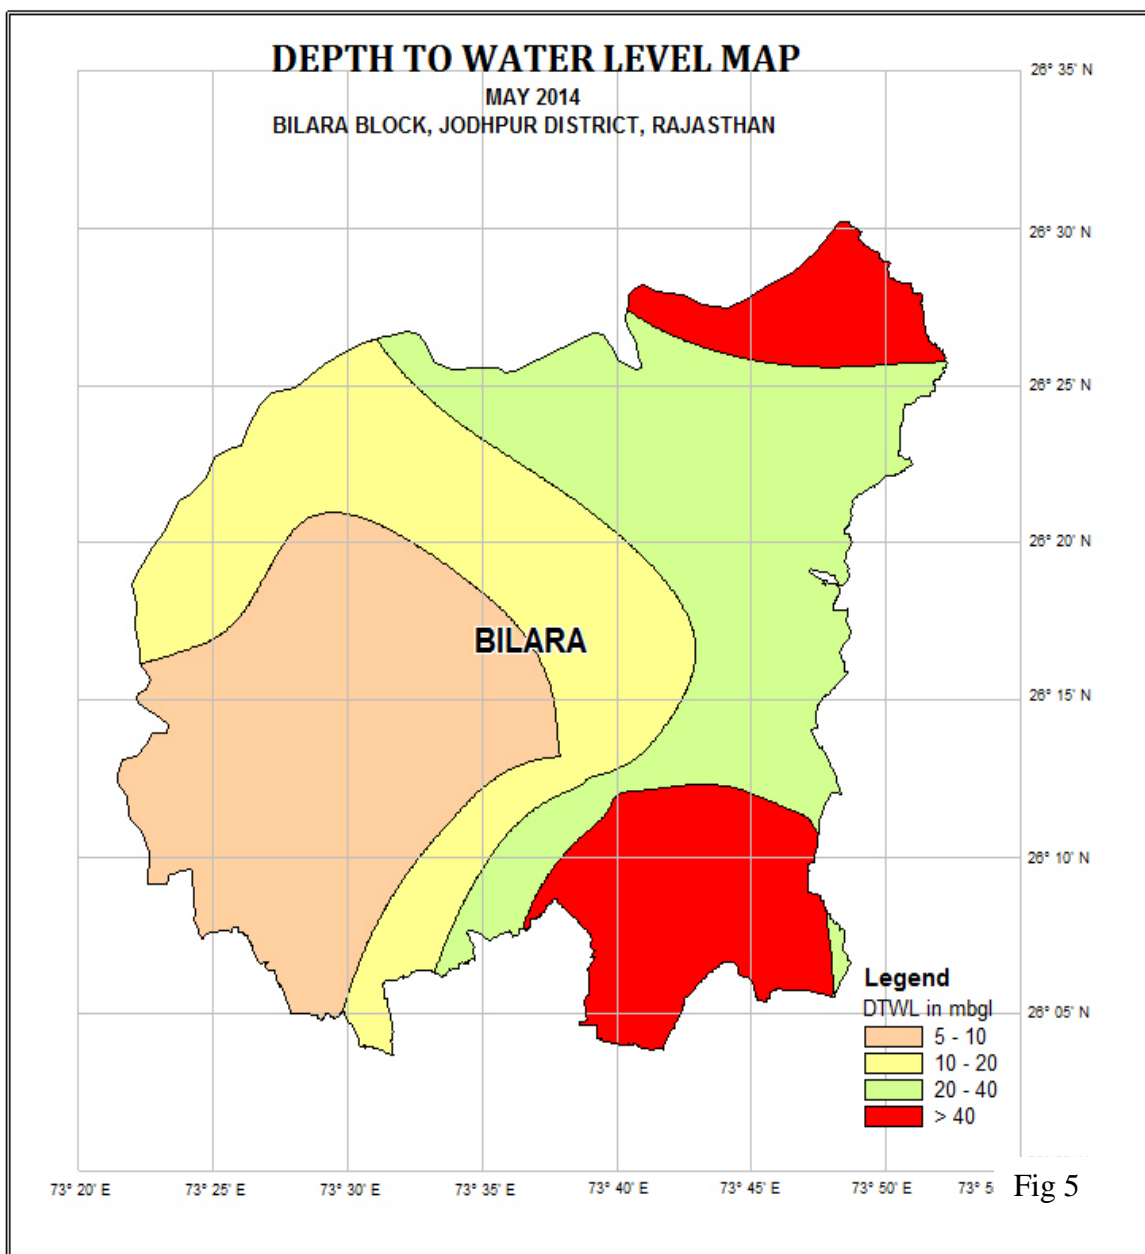 DEPTH TO WATER LEVEL MAP
MAY 2014
BILARA BLOCK, JODHPUR DISTRICT, RAJASTHAN
26° 35' N
26° 30' N
26° 25' N
26° 20' N
BILARA
26° 15' N
26° 10' N
26° 05' N
Legend
DTWL in mbgl
5 - 10
10 - 20
20 - 40
> 40
73° 20' E
73° 25' E
73° 30' E
73° 35' E
73° 40' E
73° 45' E
73° 50' E
Fig 5